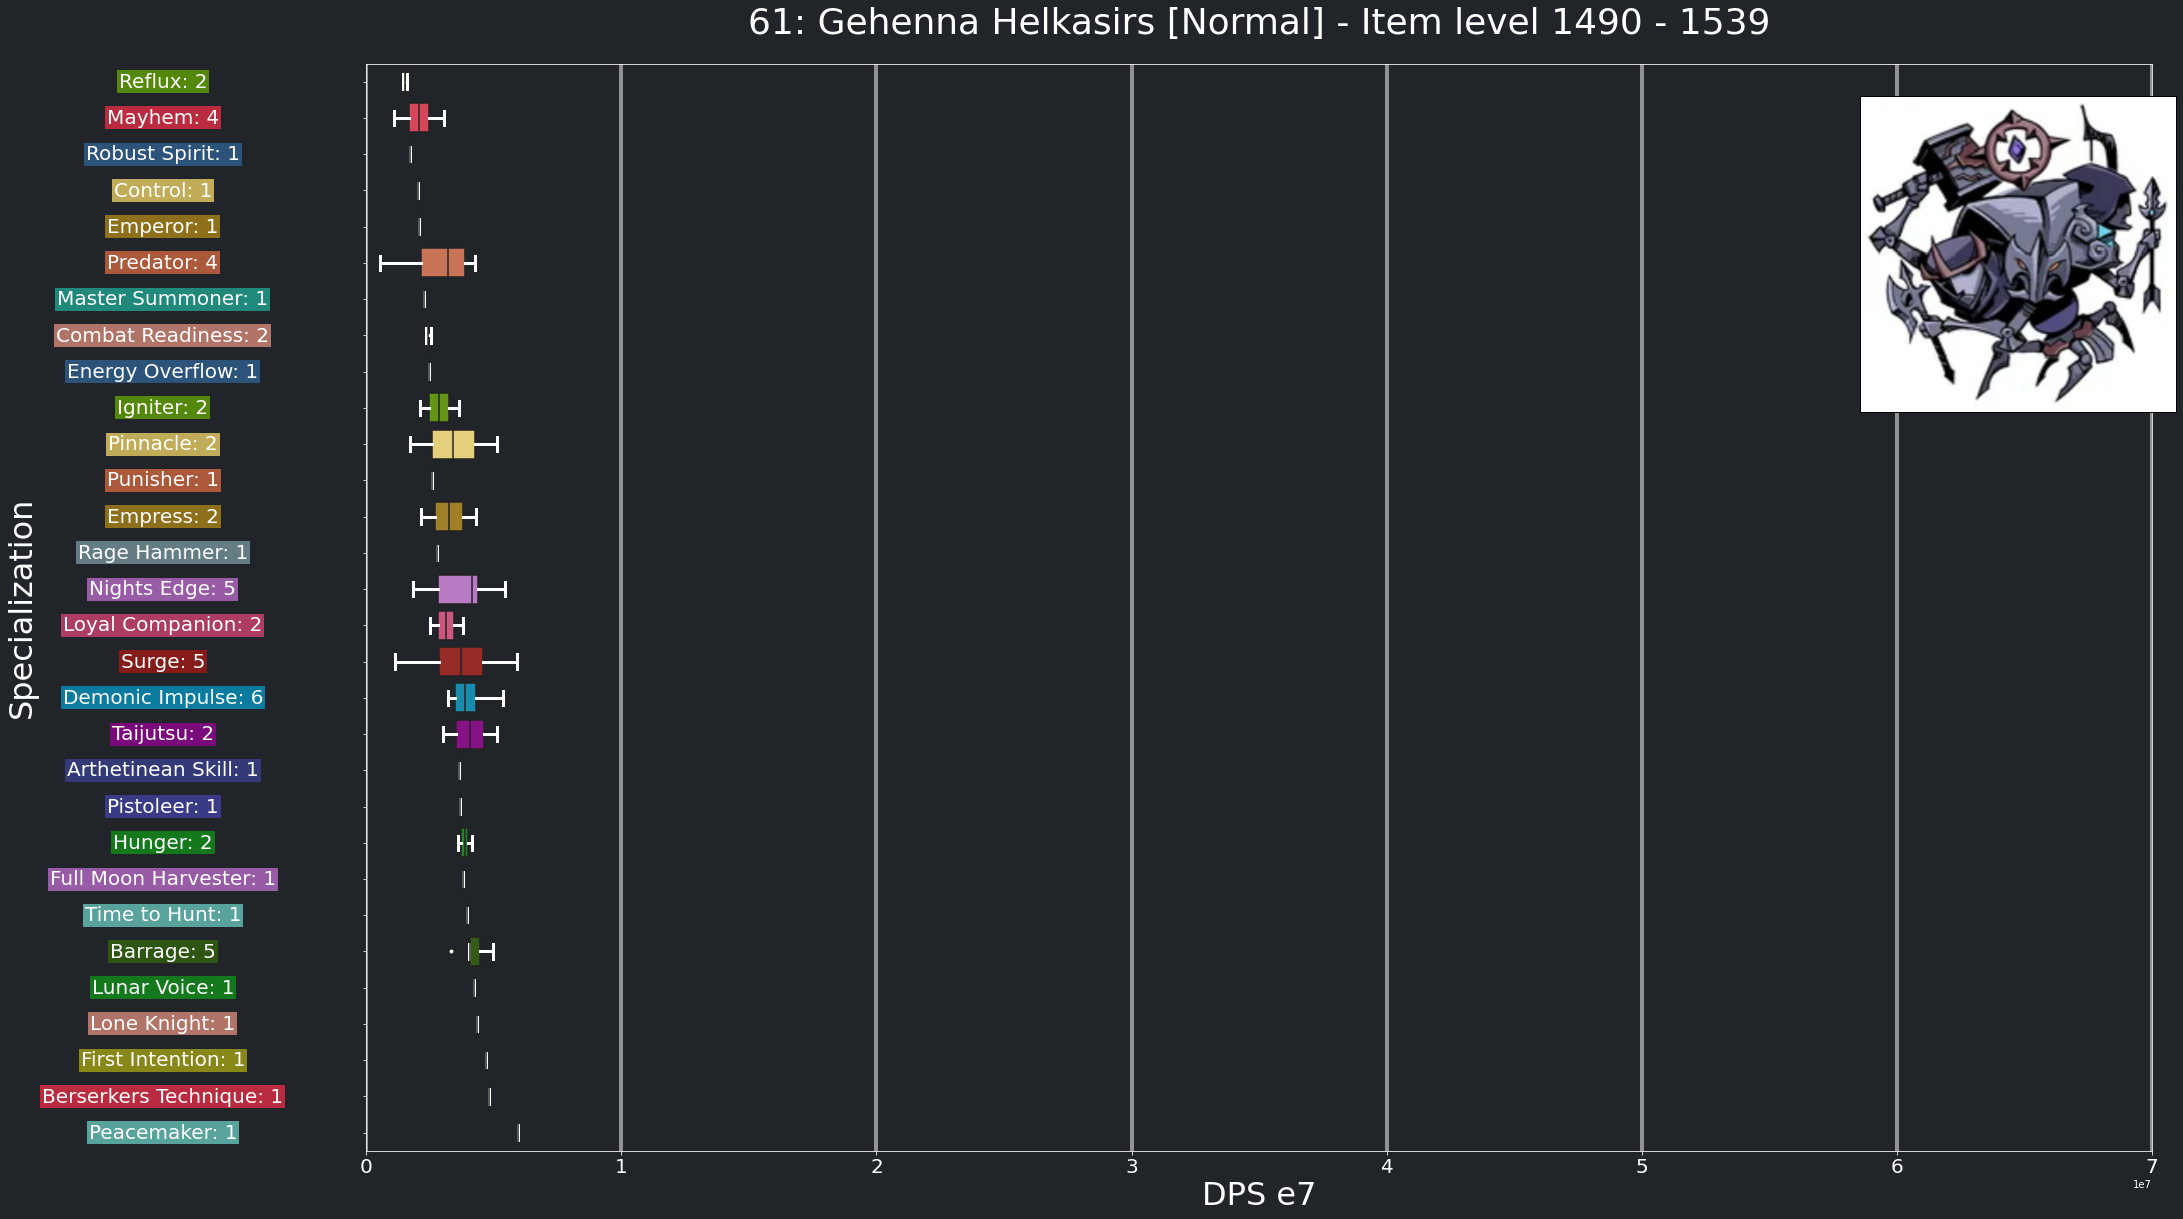 61: Gehenna Helkasirs [Normal] - Item level 1490 - 1539
Reflux: 2
Mayhem: 4
Robust Spirit: 1
Control: 1
Emperor: 1
Predator: 4
Master Summoner: 1
Combat Readiness: 2
Energy Overflow: 1
Igniter: 2
Pinnacle: 2
Punisher: 1
Empress: 2
Rage Hammer: 1
Nights Edge: 5
Loyal Companion: 2
Surge: 5
Demonic Impulse: 6
Taijutsu: 2
Arthetinean Skill: 1
Pistoleer: 1
Hunger: 2
Full Moon Harvester: 1
Time to Hunt: 1
Barrage: 5
Lunar Voice: 1
Lone Knight: 1
First Intention: 1
Berserkers Technique: 1
Peacemaker: 1
Specialization
0 1 2 3 4 5 6 7
1e7
DPS e7